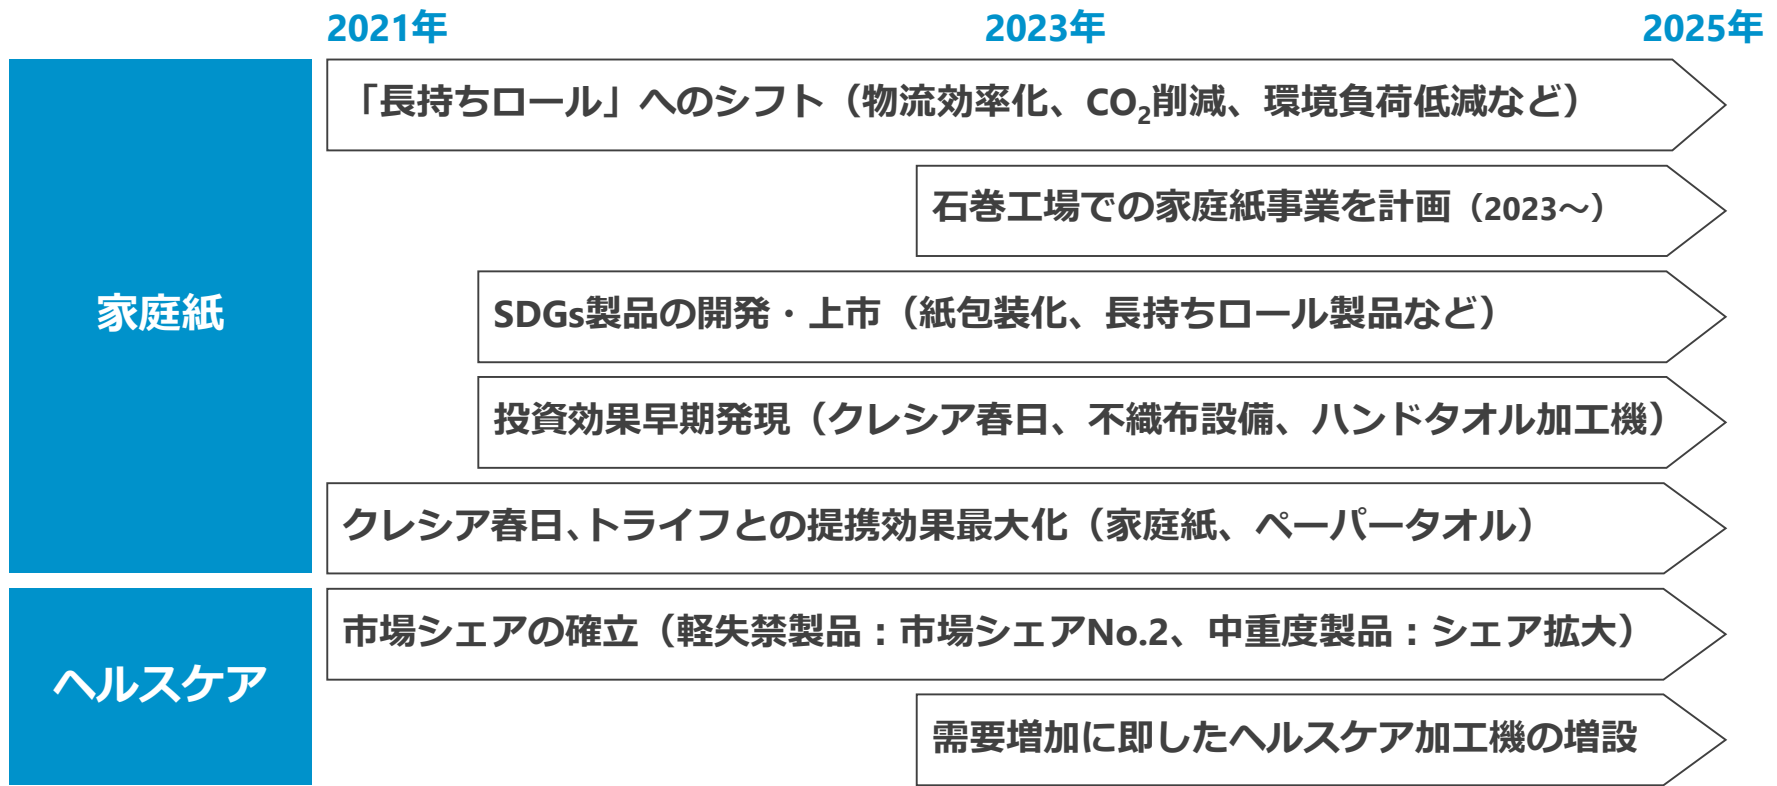 2021年 2023年 2025年
家庭紙
「長持ちロール」へのシフト（物流効率化、CO₂削減、環境負荷低減など）
石巻工場での家庭紙事業を計画（2023～）
SDGs製品の開発・上市（紙包装化、長持ちロール製品など）
投資効果早期発現（クレシア春日、不織布設備、ハンドタオル加工機）
クレシア春日、トライフとの提携効果最大化（家庭紙、ペーパータオル）
ヘルスケア
市場シェアの確立（軽失禁製品：市場シェアNo.2、中重度製品：シェア拡大）
需要増加に即したヘルスケア加工機の増設